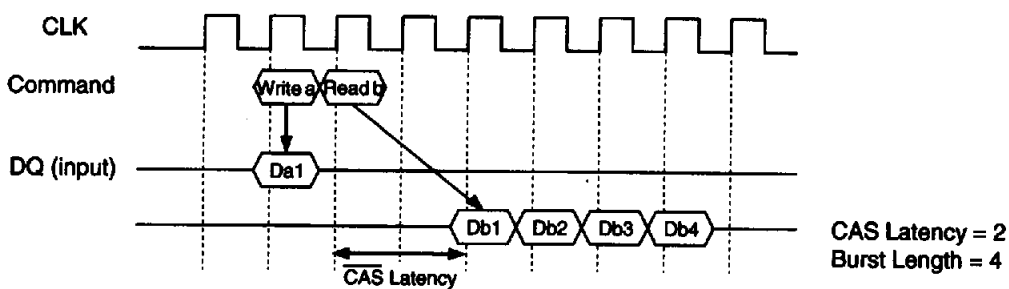 CLK
Command
Write a Read b
DQ (input)
Da1
Db1 Db2 Db3 Db4
CAS Latency
CAS Latency = 2
Burst Length = 4